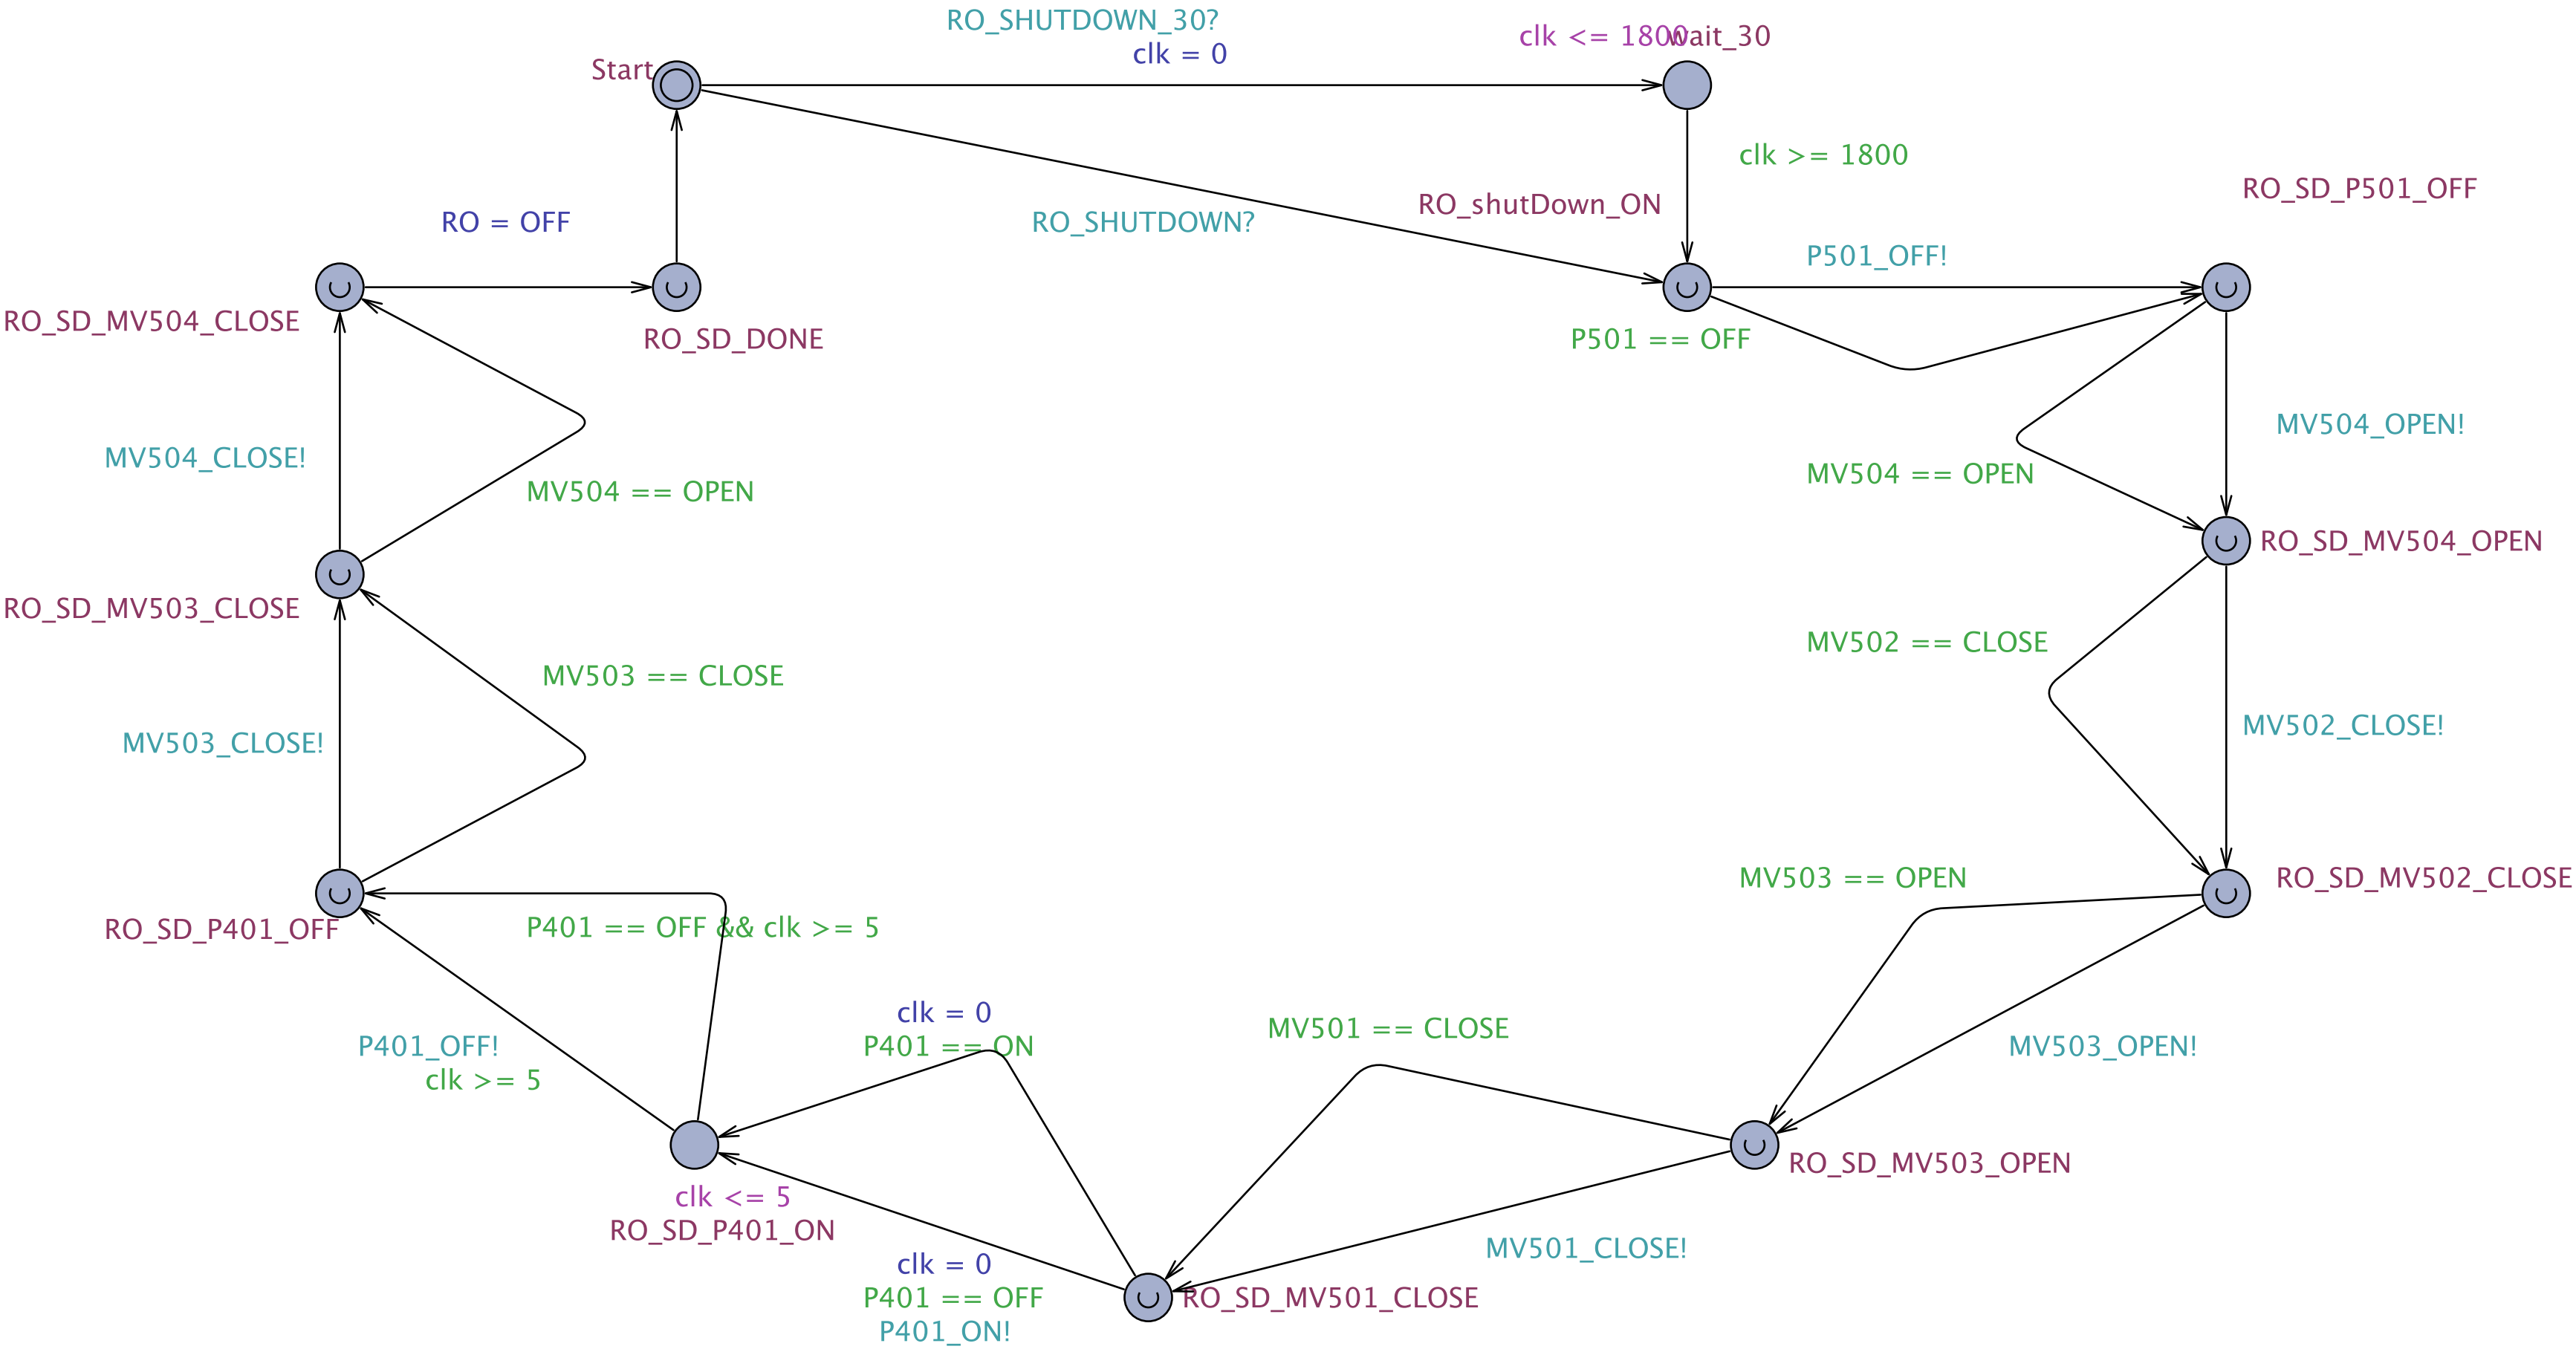 RO_SHUTDOWN_30?
clk = 0
clk <= 1800
wait_30
Start
clk >= 1800
RO_SD_P501_OFF
RO_shutDown_ON
RO = OFF
RO_SHUTDOWN?
P501_OFF!
RO_SD_MV504_CLOSE
RO_SD_DONE
P501 == OFF
MV504_OPEN!
MV504_CLOSE!
MV504 == OPEN
MV504 == OPEN
RO_SD_MV504_OPEN
RO_SD_MV503_CLOSE
MV502 == CLOSE
MV503 == CLOSE
MV502_CLOSE!
MV503_CLOSE!
MV503 == OPEN
RO_SD_MV502_CLOSE
RO_SD_P401_OFF
P401 == OFF && clk >= 5
clk = 0
P401 == ON
MV501 == CLOSE
MV503_OPEN!
P401_OFF!
clk >= 5
RO_SD_MV503_OPEN
clk <= 5
RO_SD_P401_ON
MV501_CLOSE!
clk = 0
P401 == OFF
P401_ON!
RO_SD_MV501_CLOSE